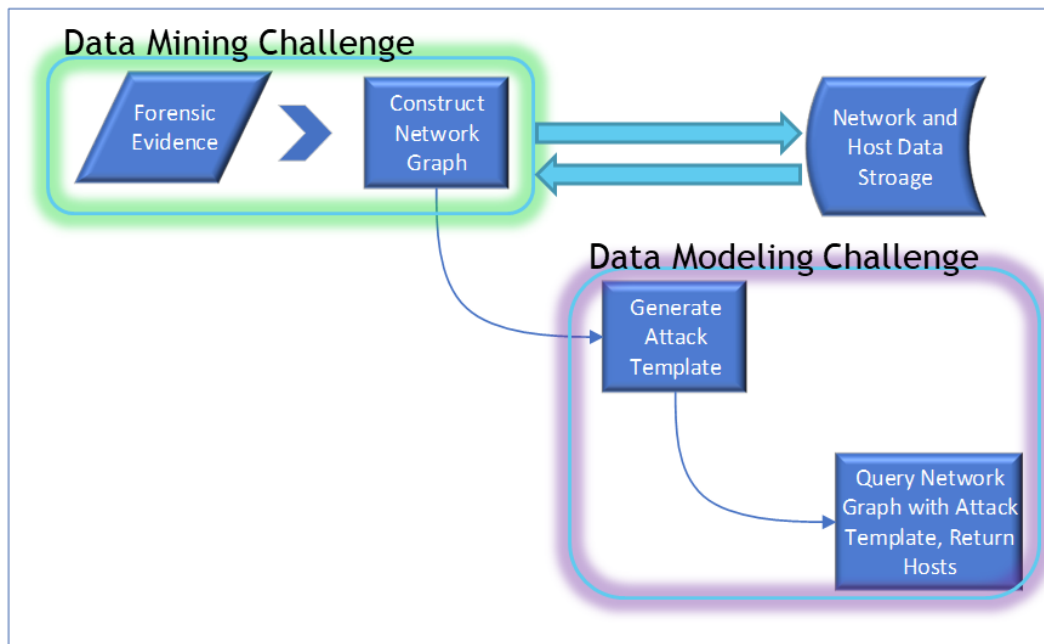 Data Mining Challenge
Forensic
Evidence
Construct
Network
Graph
Network and
Host Data
Stroage
Data Modeling Challenge
Generate
Attack
Template
Query Network
Graph with Attack
Template, Return
Hosts